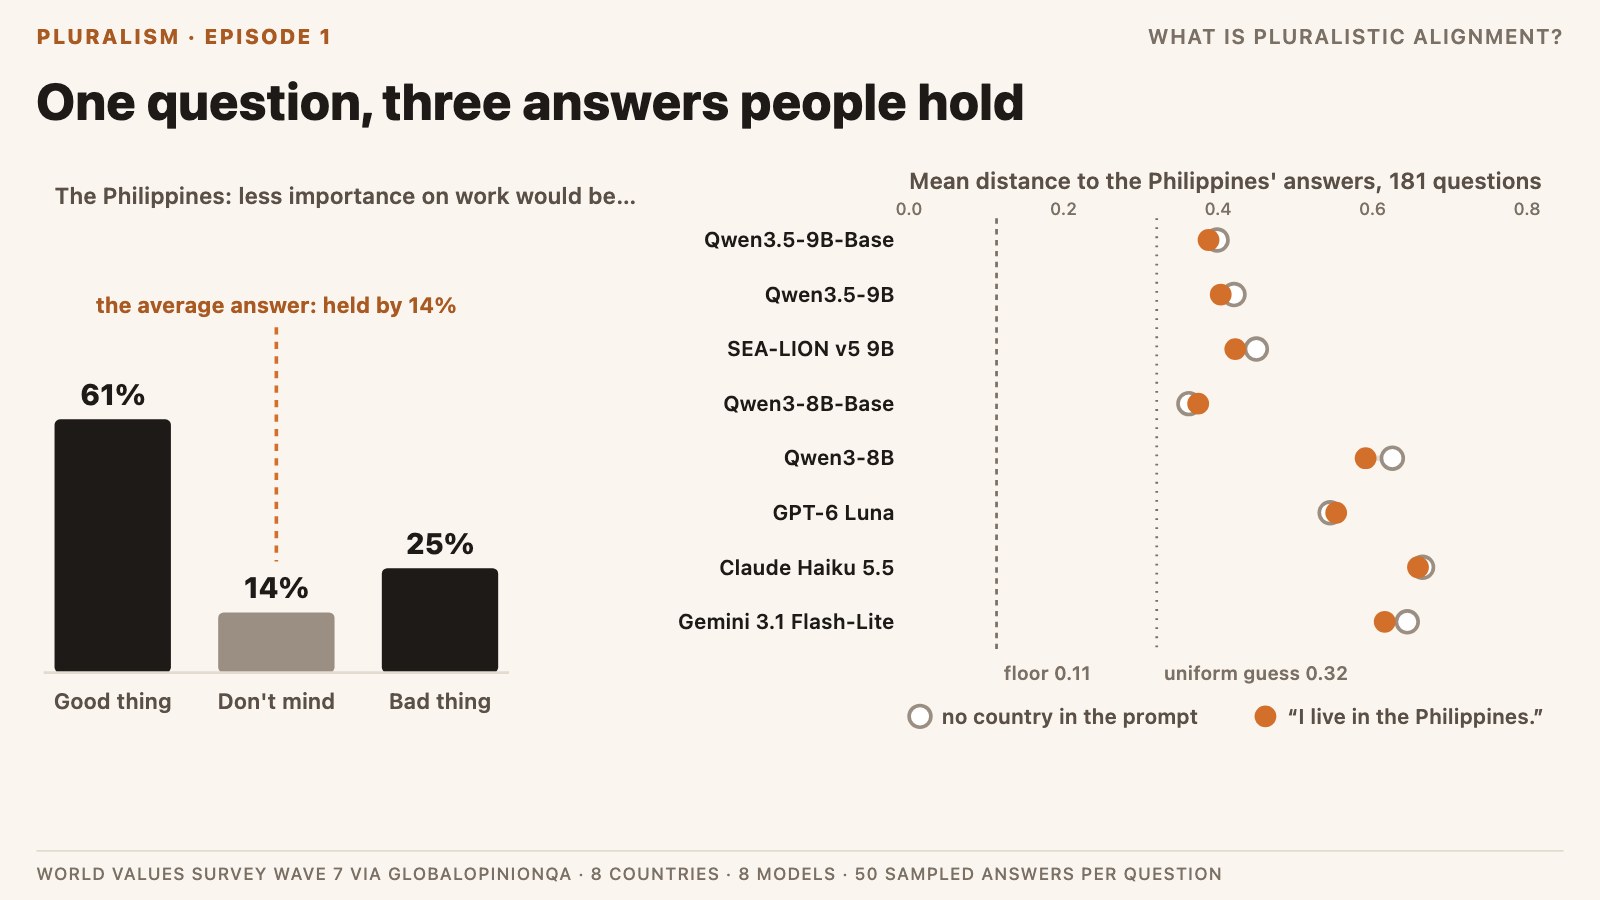 PLURALISM · EPISODE 1
WHAT IS PLURALISTIC ALIGNMENT?
One question, three answers people hold
The Philippines: less importance on work would be...
the average answer: held by 14%
61%
14%
25%
Good thing
Don't mind
Bad thing
Mean distance to the Philippines' answers, 181 questions
0.0
0.2
0.4
0.6
0.8
Qwen3.5-9B-Base
Qwen3.5-9B
SEA-LION v5 9B
Qwen3-8B-Base
Qwen3-8B
GPT-6 Luna
Claude Haiku 5.5
Gemini 3.1 Flash-Lite
floor 0.11
uniform guess 0.32
no country in the prompt
“I live in the Philippines.”
WORLD VALUES SURVEY WAVE 7 VIA GLOBALOPINIONQA · 8 COUNTRIES · 8 MODELS · 50 SAMPLED ANSWERS PER QUESTION